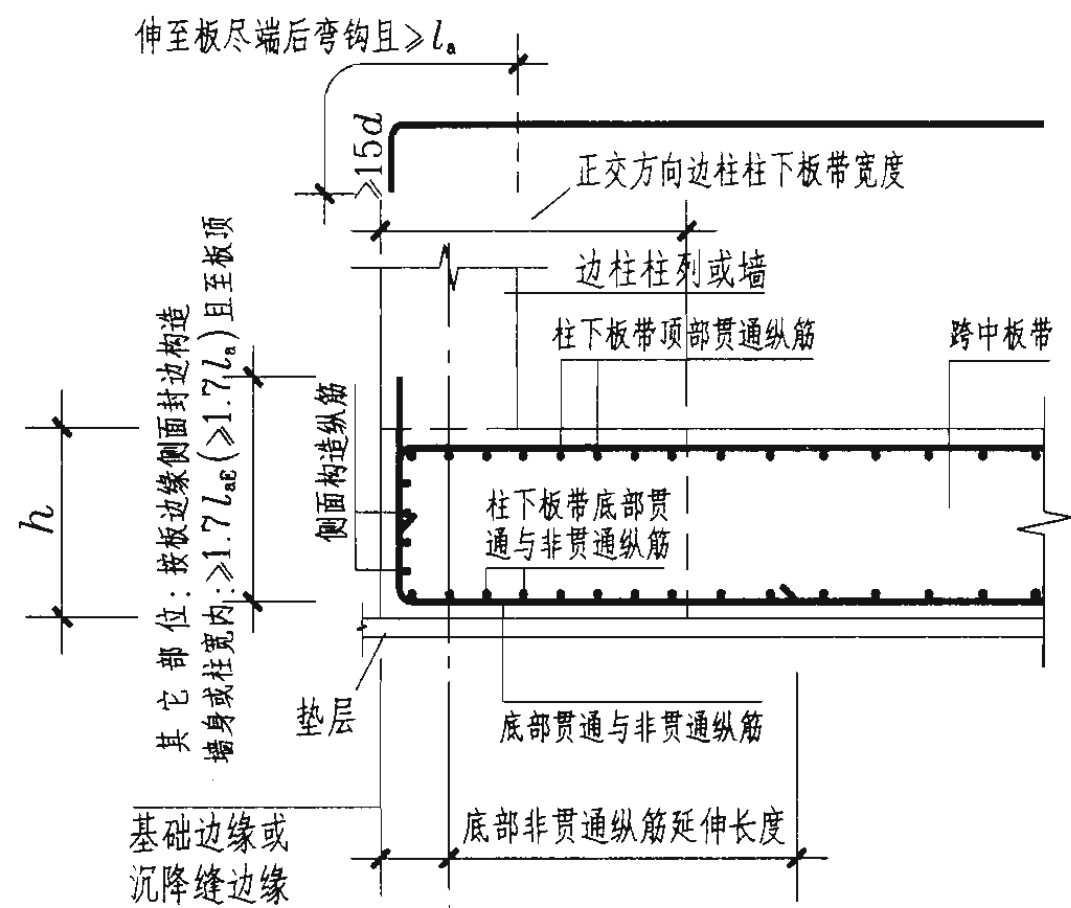 伸至板尽端后弯钩且≥lₐ
≥15d
正交方向边柱柱下板带宽度
边柱柱列或墙
柱下板带顶部贯通纵筋
跨中板带
其它部位:按板边缘侧面封边构造
墙身或柱宽内:≥1.7laE(≥1.7la)且至板顶
侧面构造纵筋
h
柱下板带底部贯
通与非贯通纵筋
垫层
底部贯通与非贯通纵筋
基础边缘或
沉降缝边缘
底部非贯通纵筋延伸长度